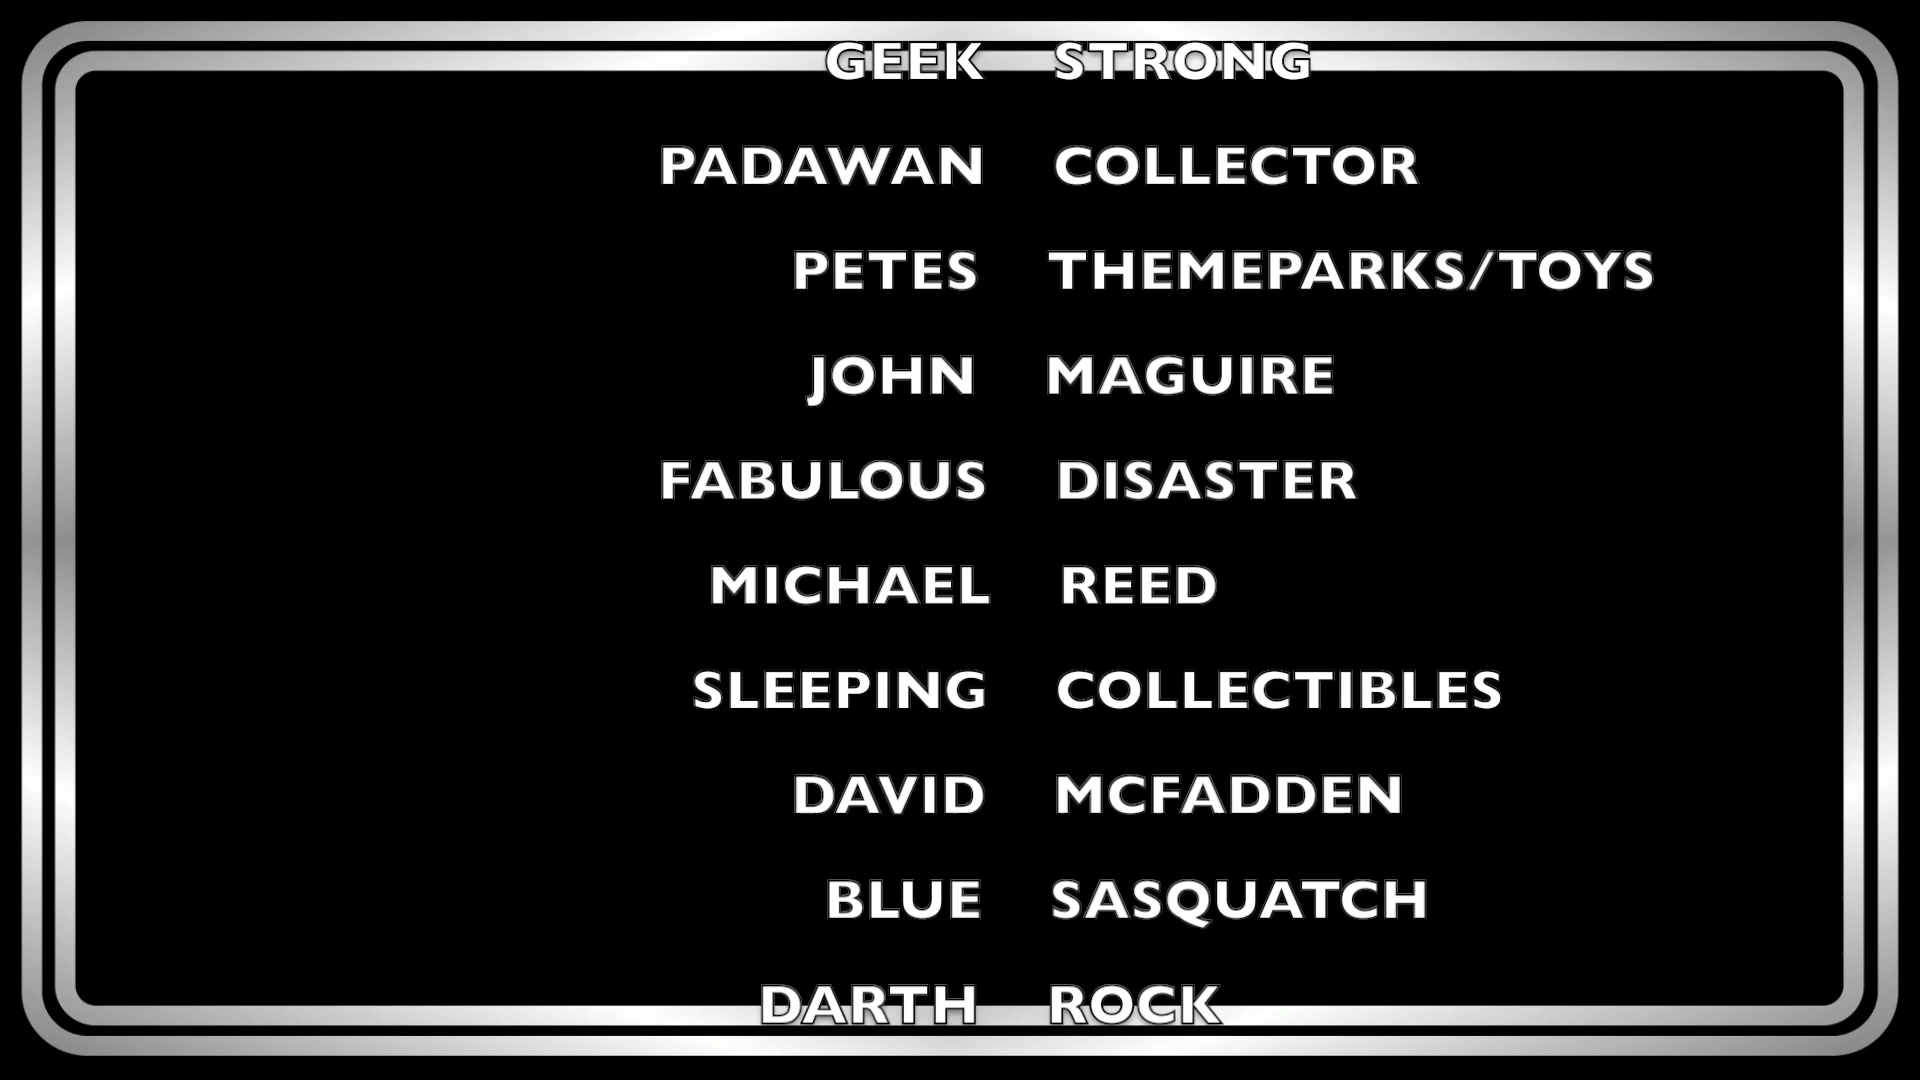 GEEK STRONG
PADAWAN COLLECTOR
PETES THEMEPARKS/TOYS
JOHN MAGUIRE
FABULOUS DISASTER
MICHAEL REED
SLEEPING COLLECTIBLES
DAVID MCFADDEN
BLUE SASQUATCH
DARTH ROCK